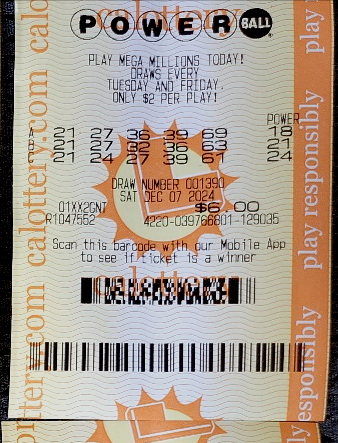 POWER BALL
PLAY MEGA MILLIONS TODAY!
DRAWS EVERY
TUESDAY AND FRIDAY.
ONLY $2 PER PLAY!
POWER
A 21 27 36 39 69 18
B 21 27 32 36 63 21
C 21 24 27 39 61 24
DRAW NUMBER 001390
SAT DEC 07 2024
01XX2GNT $6.00
R1047552 4220-039766801-129035
Scan this barcode with our Mobile App
to see if ticket is a winner
calottery
calottery.com
play responsibly